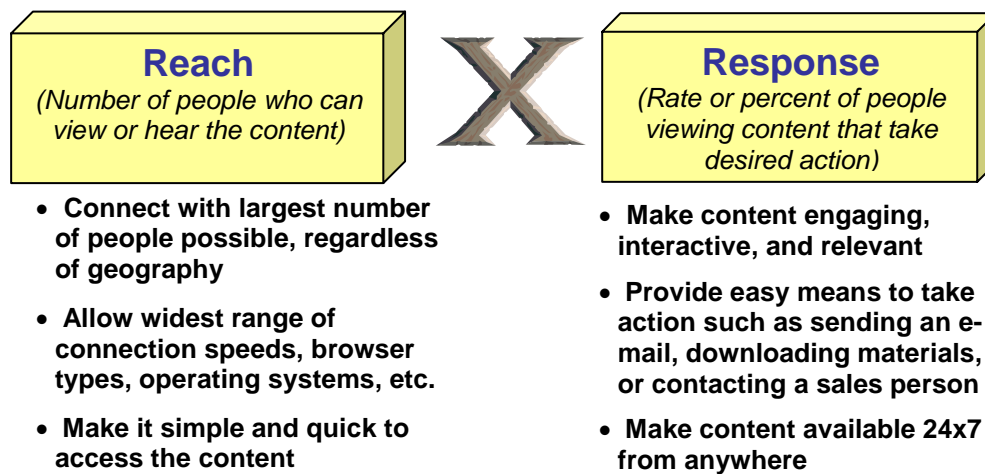 Reach
(Number of people who can
view or hear the content)
X
Response
(Rate or percent of people
viewing content that take
desired action)
• Connect with largest number
of people possible, regardless
of geography
• Allow widest range of
connection speeds, browser
types, operating systems, etc.
• Make it simple and quick to
access the content
• Make content engaging,
interactive, and relevant
• Provide easy means to take
action such as sending an e-
mail, downloading materials,
or contacting a sales person
• Make content available 24x7
from anywhere